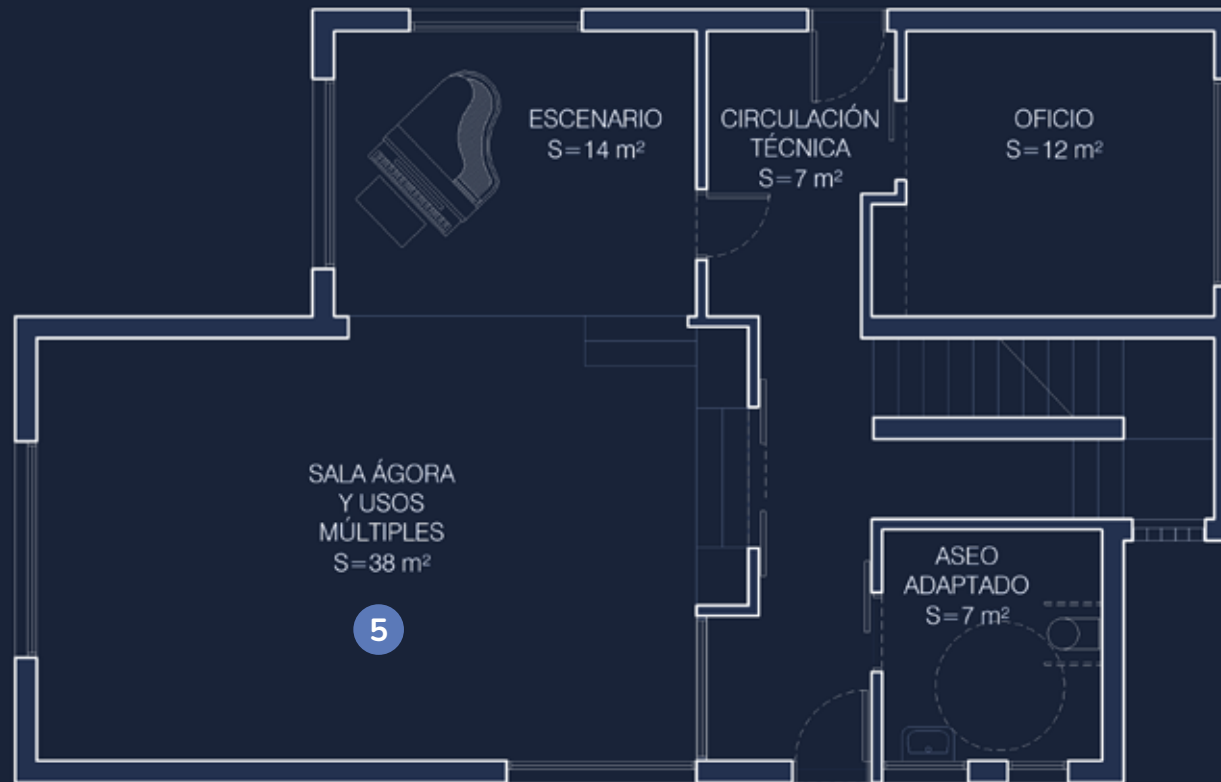 ESCENARIO
S=14 m²
CIRCULACIÓN
TÉCNICA
S=7 m²
OFICIO
S=12 m²
SALA ÁGORA
Y USOS
MÚLTIPLES
S=38 m²
5
ASEO
ADAPTADO
S=7 m²